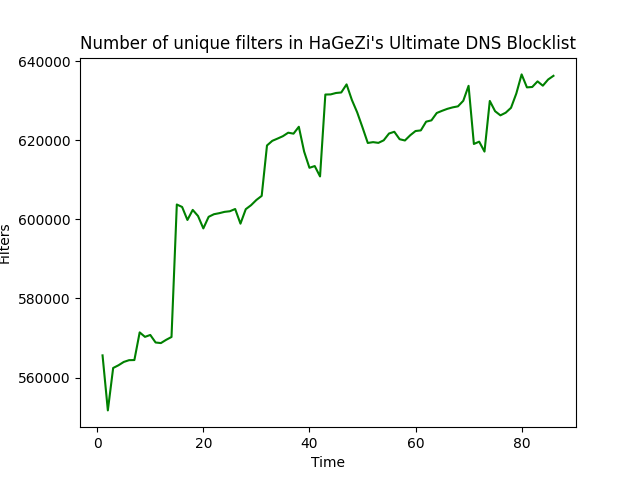 Number of unique filters in HaGeZi's Ultimate DNS Blocklist
640000
620000
600000
580000
560000
Filters
0 20 40 60 80
Time